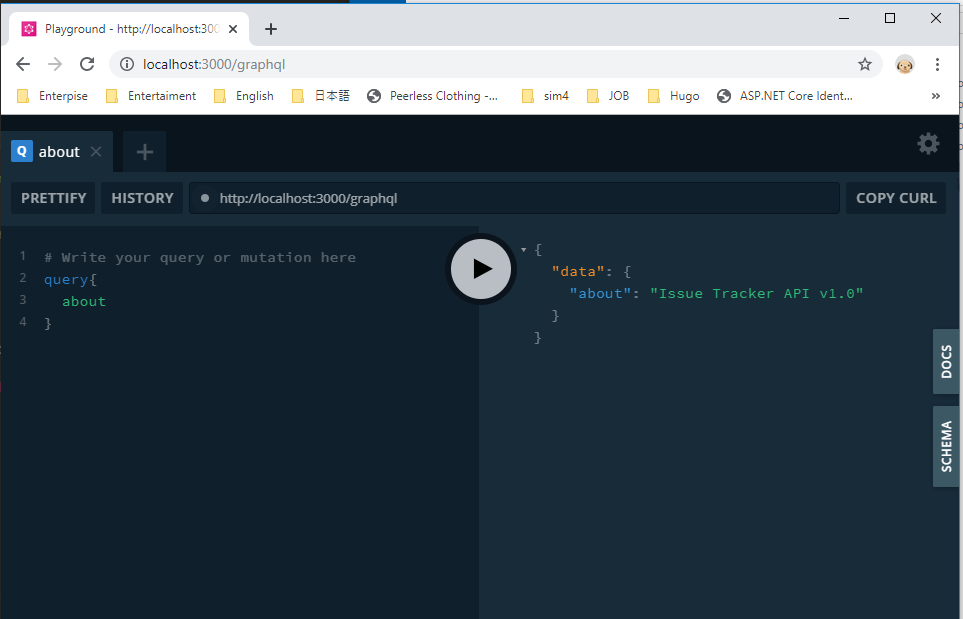 Playground - http://localhost:300
localhost:3000/graphql
Enterpise Entertaiment English 日本語 Peerless Clothing -... sim4 JOB Hugo ASP.NET Core Ident... »
Q about
PRETTIFY HISTORY http://localhost:3000/graphql COPY CURL
1 # Write your query or mutation here
2 query{
3 about
4 }
{
"data": {
"about": "Issue Tracker API v1.0"
}
}
DOCS
SCHEMA